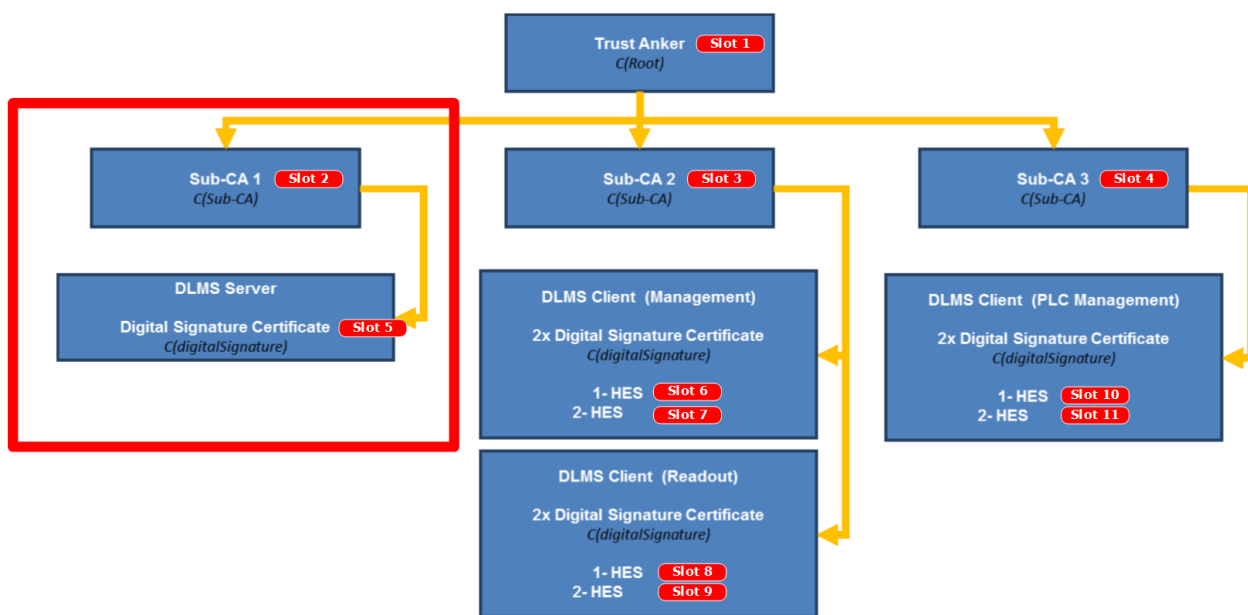 Trust Anker Slot 1
C(Root)
Sub-CA 1 Slot 2
C(Sub-CA)
Sub-CA 2 Slot 3
C(Sub-CA)
Sub-CA 3 Slot 4
C(Sub-CA)
DLMS Server
Digital Signature Certificate Slot 5
C(digitalSignature)
DLMS Client (Management)
2x Digital Signature Certificate
C(digitalSignature)
1- HES Slot 6
2- HES Slot 7
DLMS Client (PLC Management)
2x Digital Signature Certificate
C(digitalSignature)
1- HES Slot 10
2- HES Slot 11
DLMS Client (Readout)
2x Digital Signature Certificate
C(digitalSignature)
1- HES Slot 8
2- HES Slot 9